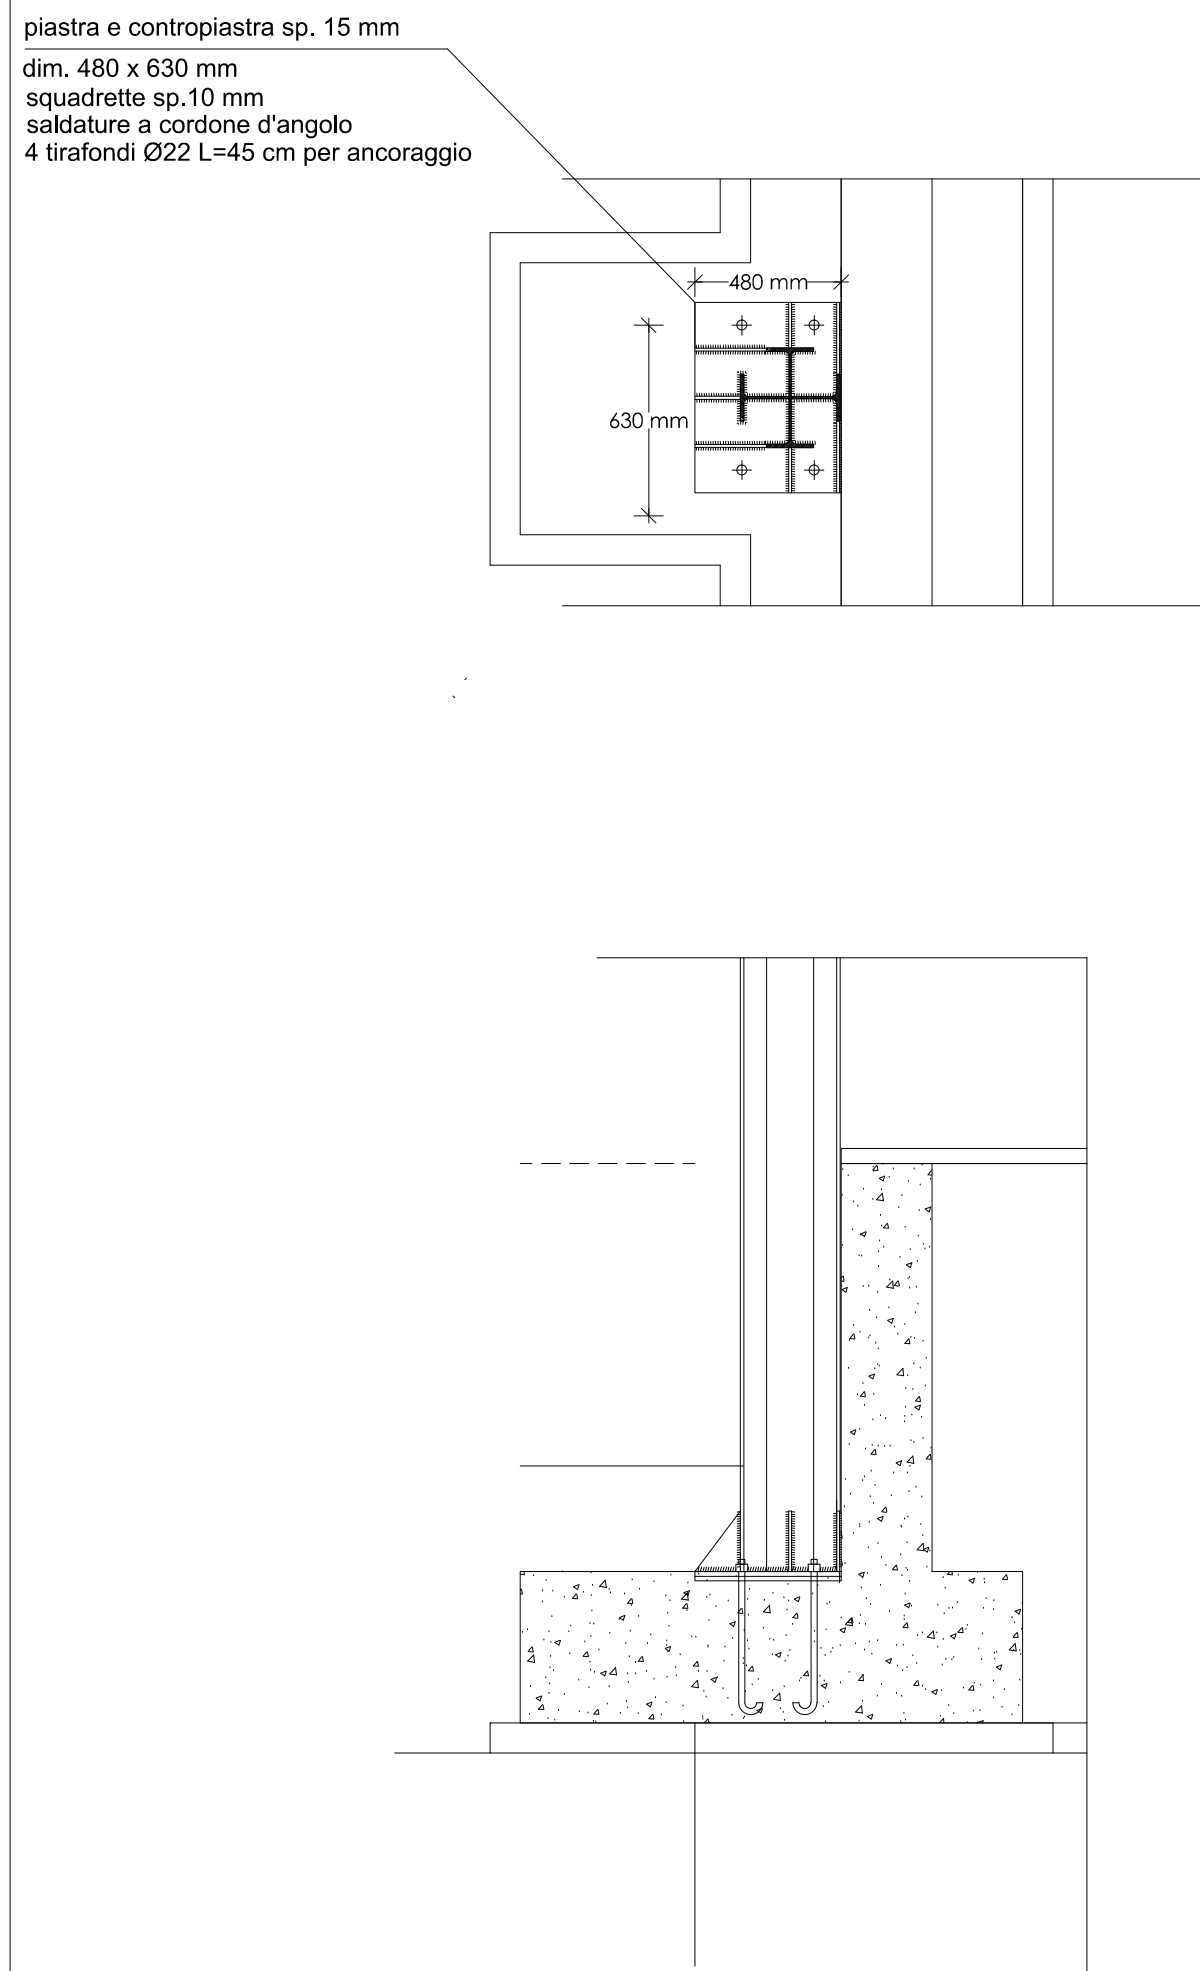 piastra e contropiastra sp. 15 mm
dim. 480 x 630 mm
squadrette sp.10 mm
saldature a cordone d'angolo
4 tirafondi Ø22 L=45 cm per ancoraggio
480 mm
630 mm